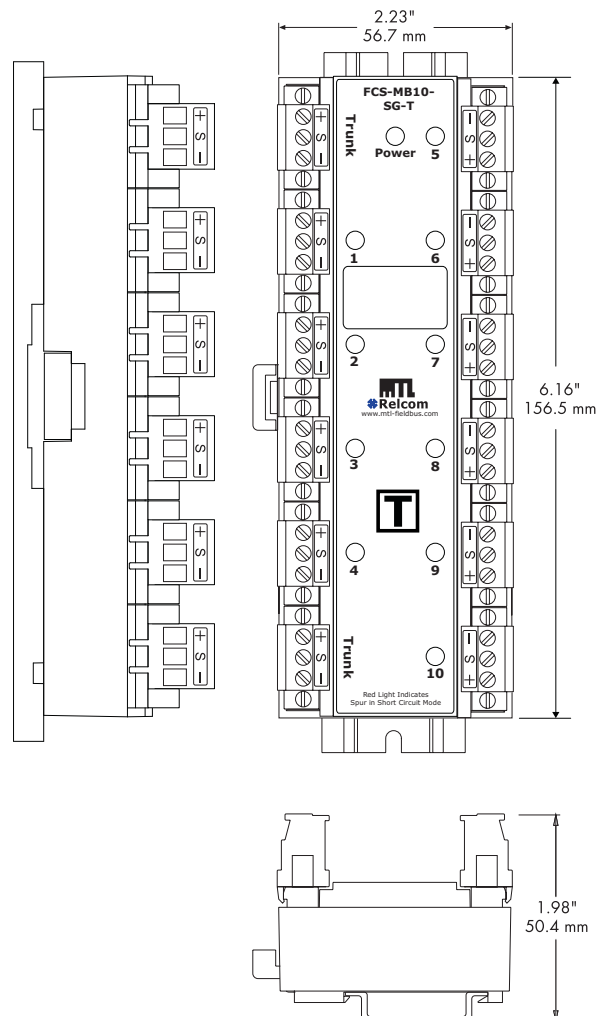 2.23"
56.7 mm
FCS-MB10-
SG-T
Trunk
Power
5
+ S -
- S +
+ S -
+ S -
- S +
1
6
+ S -
+ S -
- S +
2
7
MTL
Relcom
www.mtl-fieldbus.com
6.16"
156.5 mm
+ S -
+ S -
- S +
3
8
T
+ S -
+ S -
- S +
4
9
+ S -
+ S -
- S +
Trunk
10
Red Light Indicates
Spur in Short Circuit Mode
1.98"
50.4 mm